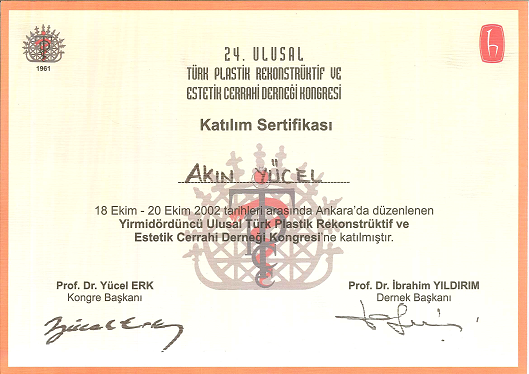 1961
24. ULUSAL
TÜRK PLASTİK REKONSTRÜKTİF VE
ESTETİK CERRAHİ DERNEĞİ KONGRESİ
Katılım Sertifikası
AKIN YÜCEL
18 Ekim - 20 Ekim 2002 tarihleri arasında Ankara'da düzenlenen
Yirmidördüncü Ulusal Türk Plastik Rekonstrüktif ve
Estetik Cerrahi Derneği Kongresi'ne katılmıştır.
Prof. Dr. Yücel ERK
Kongre Başkanı
Yücel Erk
Prof. Dr. İbrahim YILDIRIM
Dernek Başkanı